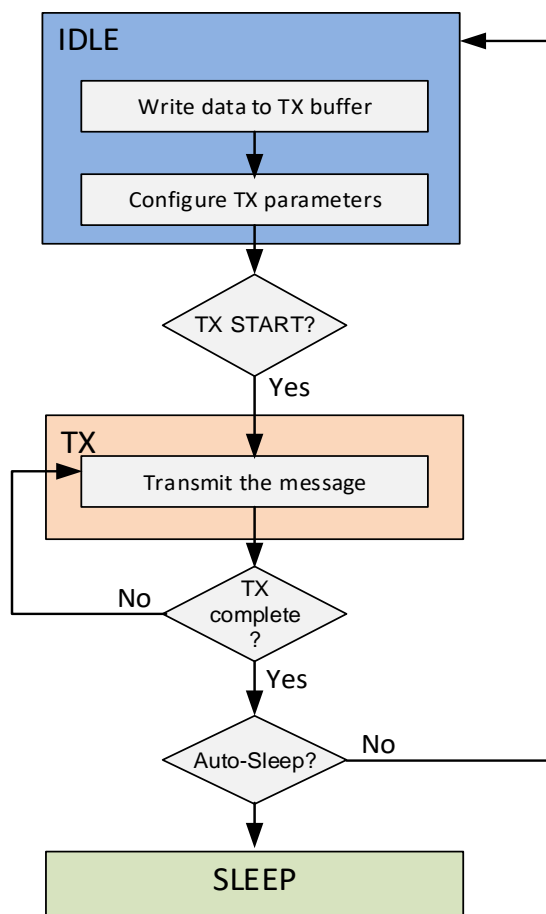 IDLE
Write data to TX buffer
Configure TX parameters
TX START?
Yes
TX
Transmit the message
TX
complete
?
No
Yes
Auto-Sleep?
No
SLEEP